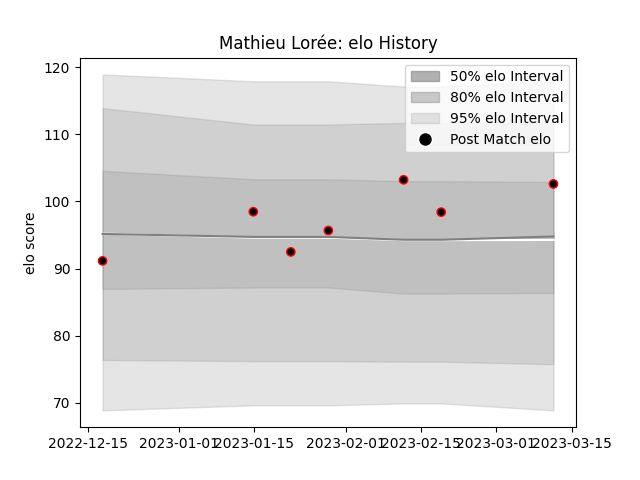 Mathieu Lorée: elo History
120
110
100
90
80
70
elo score
50% elo Interval
80% elo Interval
95% elo Interval
Post Match elo
2022-12-15 2023-01-01 2023-01-15 2023-02-01 2023-02-15 2023-03-01 2023-03-15